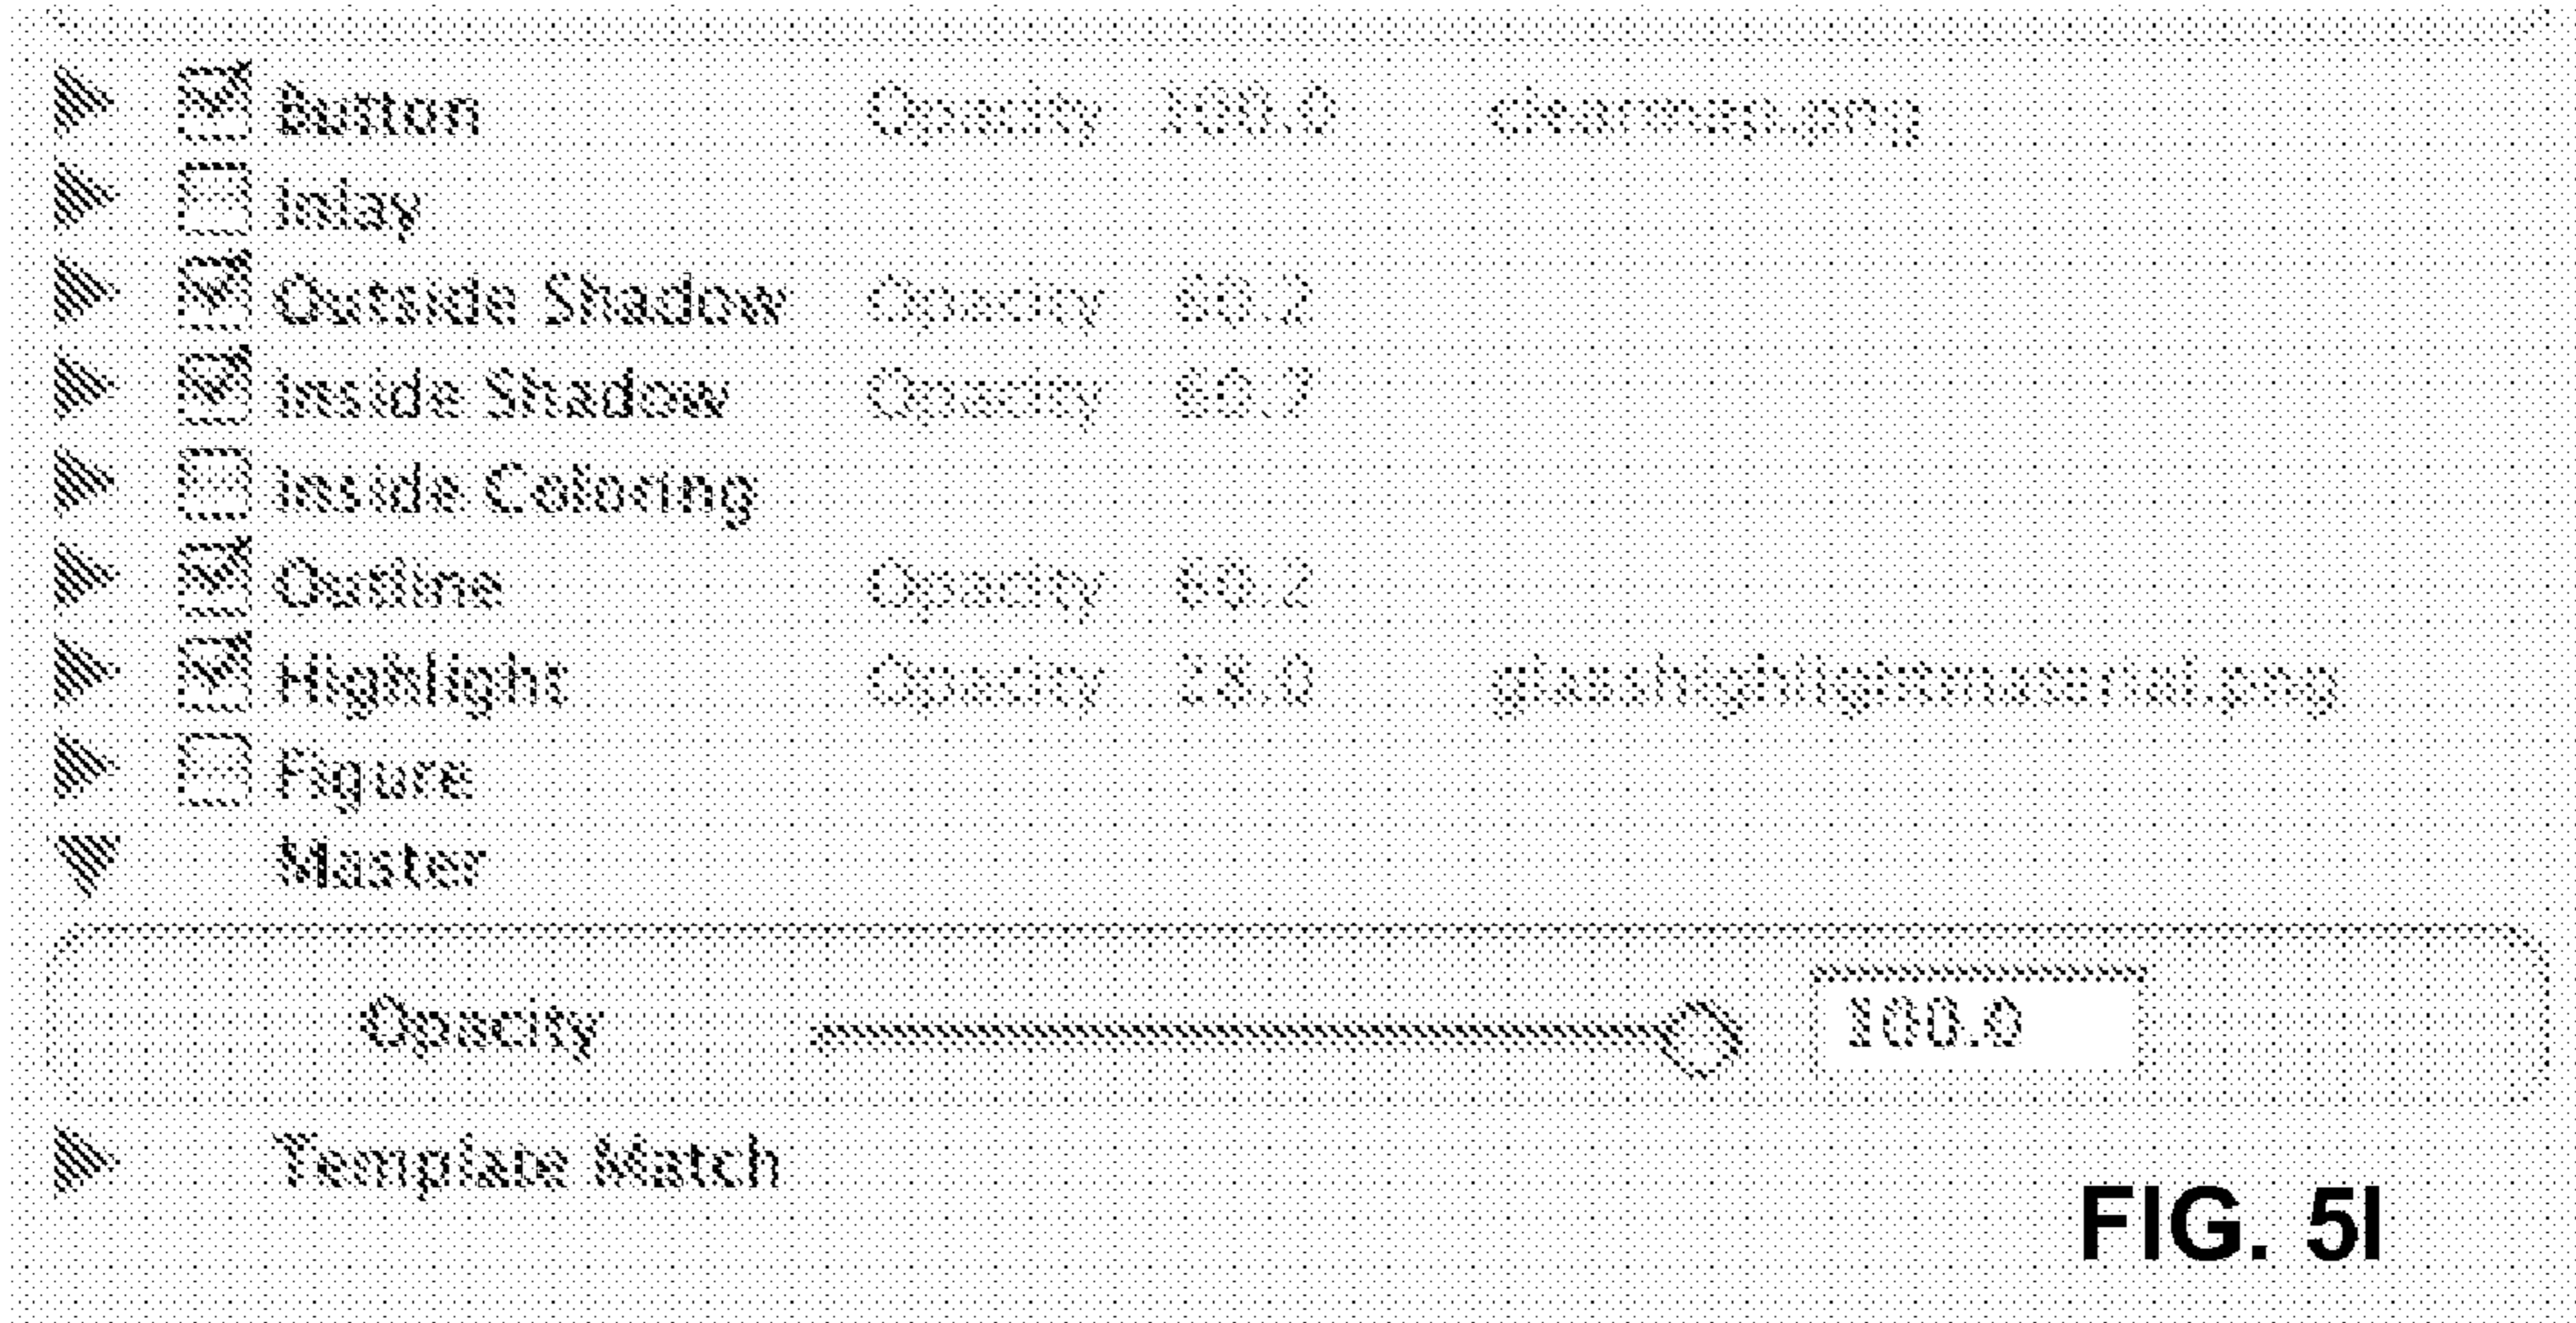 Button Opacity 100.0 clearmap.png
Inlay
Outside Shadow Opacity 60.2
Inside Shadow Opacity 60.7
Inside Coloring
Outline Opacity 60.2
Highlight Opacity 28.0 glasshighlightmaterial.png
Figure
Master
Opacity 100.0
Template Match
FIG. 5I